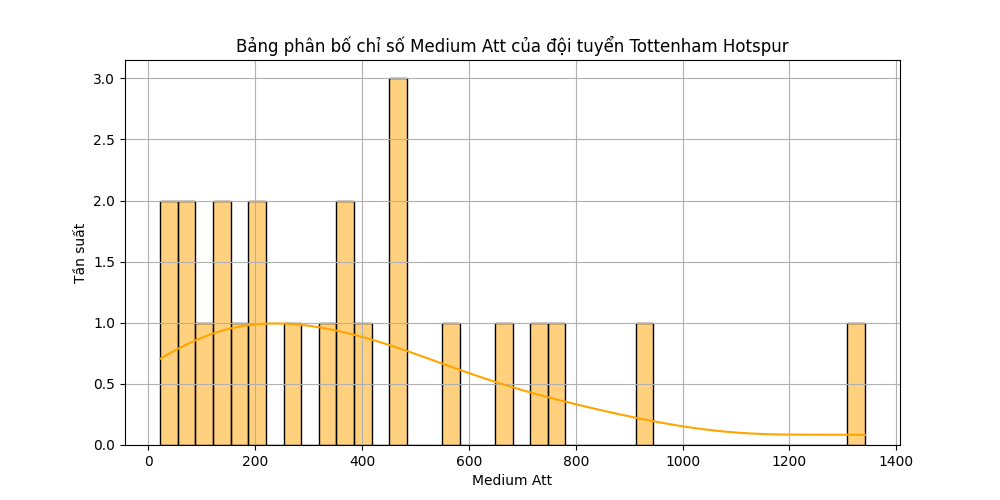 Bảng phân bố chỉ số Medium Att của đội tuyển Tottenham Hotspur
3.0
2.5
2.0
1.5
1.0
0.5
0.0
Tần suất
0 200 400 600 800 1000 1200 1400
Medium Att